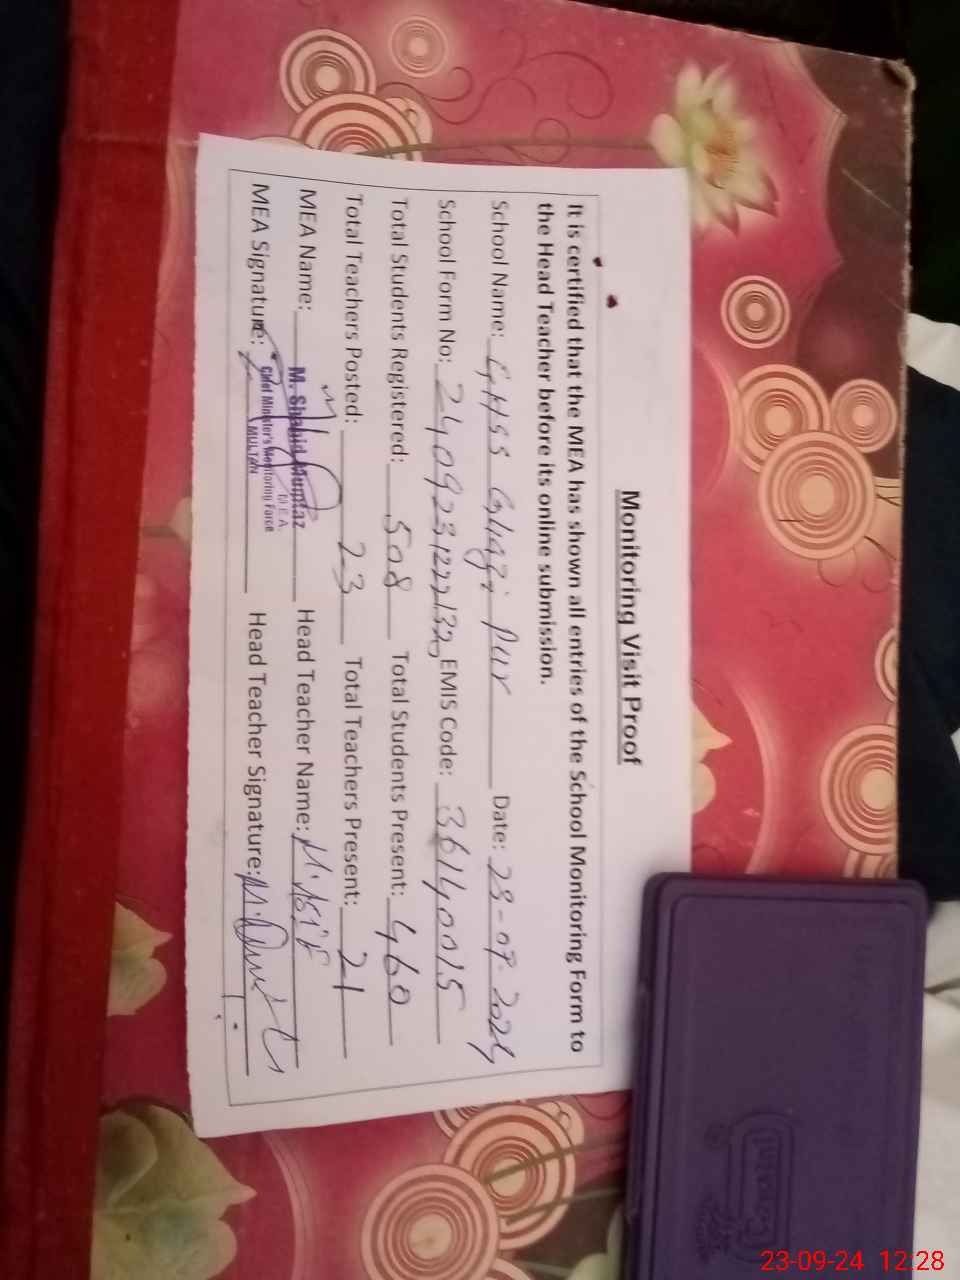 Monitoring Visit Proof
It is certified that the MEA has shown all entries of the School Monitoring Form to
the Head Teacher before its online submission.
School Name: GHSS Ghazi Pur Date: 23-09-2024
School Form No: EMIS Code: 36140015
Total Students Registered: 508 Total Students Present: 460
Total Teachers Posted: 23 Total Teachers Present: 21
MEA Name: M. Shahid Mumtaz Head Teacher Name: M. Asif
M.E.A.
MEA Signature: Head Teacher Signature:
Chief Minister's Monitoring Force
MULTAN
23-09-24 12:28